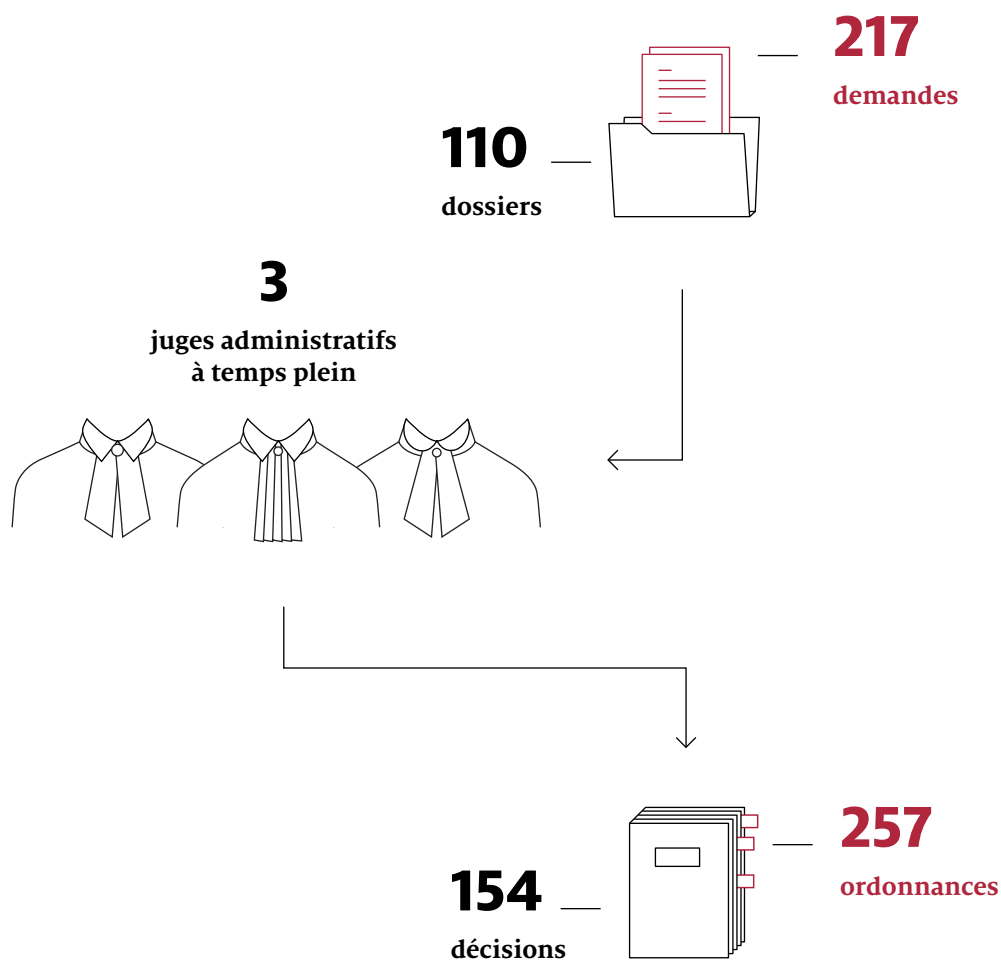 217
demandes
110
dossiers
3
juges administratifs
à temps plein
257
ordonnances
154
décisions